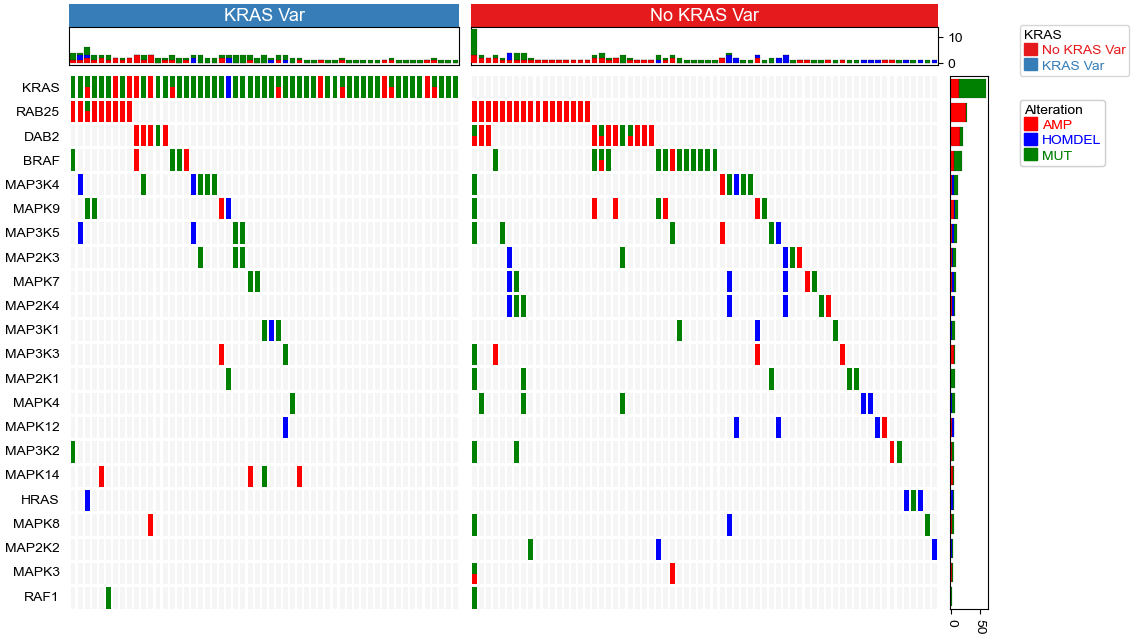 KRAS Var
No KRAS Var
10
0
KRAS
No KRAS Var
KRAS Var
Alteration
AMP
HOMDEL
MUT
KRAS
RAB25
DAB2
BRAF
MAP3K4
MAPK9
MAP3K5
MAP2K3
MAPK7
MAP2K4
MAP3K1
MAP3K3
MAP2K1
MAPK4
MAPK12
MAP3K2
MAPK14
HRAS
MAPK8
MAP2K2
MAPK3
RAF1
0
50